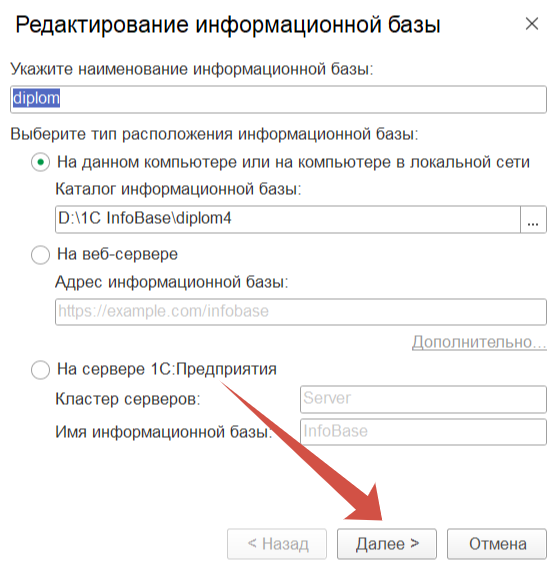 Редактирование информационной базы
Укажите наименование информационной базы:
diplom
Выберите тип расположения информационной базы:
На данном компьютере или на компьютере в локальной сети
Каталог информационной базы:
D:\1C InfoBase\diplom4
...
На веб-сервере
Адрес информационной базы:
https://example.com/infobase
Дополнительно...
На сервере 1С:Предприятия
Кластер серверов:
Server
Имя информационной базы:
InfoBase
< Назад
Далее >
Отмена